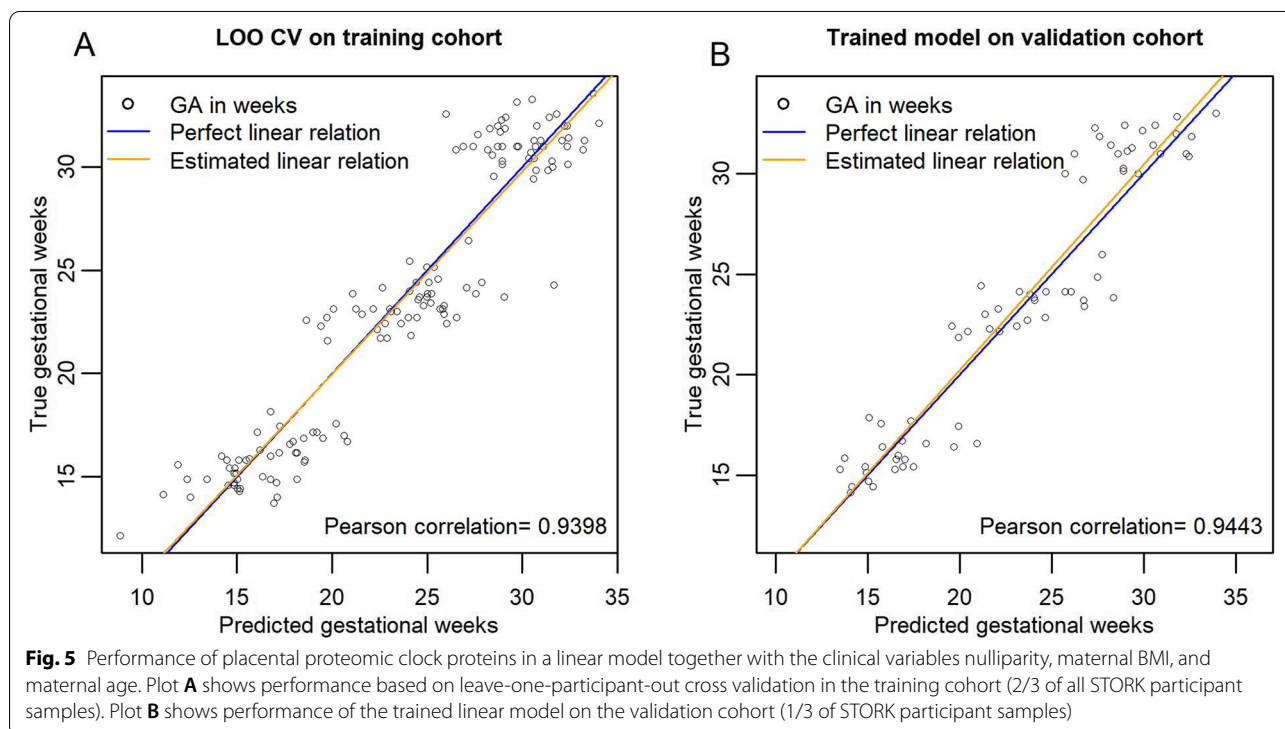 A
LOO CV on training cohort
GA in weeks
Perfect linear relation
Estimated linear relation
True gestational weeks
30
25
20
15
Pearson correlation= 0.9398
10 15 20 25 30 35
Predicted gestational weeks
B
Trained model on validation cohort
GA in weeks
Perfect linear relation
Estimated linear relation
True gestational weeks
30
25
20
15
Pearson correlation= 0.9443
10 15 20 25 30 35
Predicted gestational weeks
Fig. 5 Performance of placental proteomic clock proteins in a linear model together with the clinical variables nulliparity, maternal BMI, and
maternal age. Plot A shows performance based on leave-one-participant-out cross validation in the training cohort (2/3 of all STORK participant
samples). Plot B shows performance of the trained linear model on the validation cohort (1/3 of STORK participant samples)